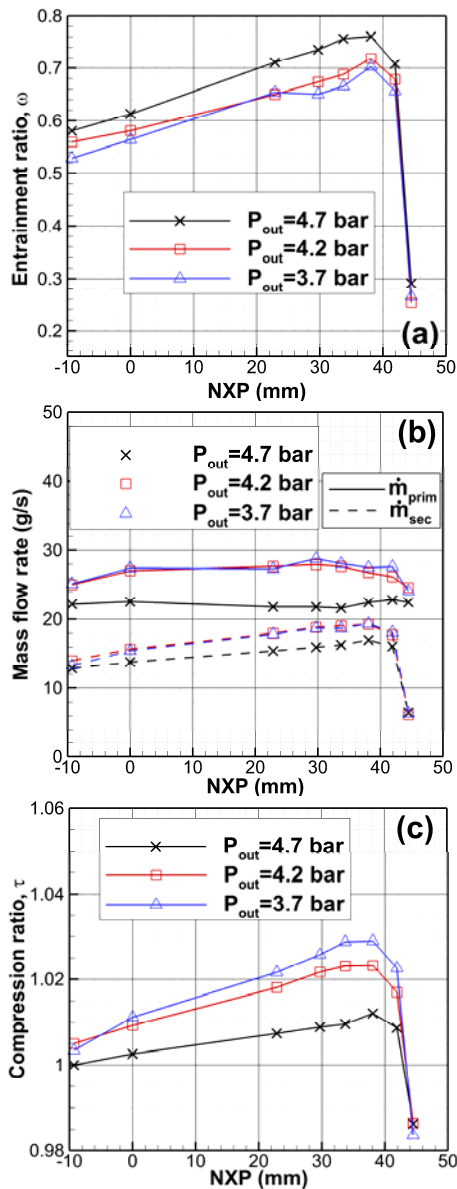 0.8
0.7
0.6
0.5
0.4
0.3
0.2
Entrainment ratio, ω
P_out=4.7 bar
P_out=4.2 bar
P_out=3.7 bar
(a)
-10 0 10 20 30 40 50
NXP (mm)
50
40
30
20
10
0
Mass flow rate (g/s)
(b)
P_out=4.7 bar
P_out=4.2 bar
P_out=3.7 bar
ṁ_prim
ṁ_sec
-10 0 10 20 30 40 50
NXP (mm)
1.06
1.04
1.02
1
0.98
Compression ratio, τ
(c)
P_out=4.7 bar
P_out=4.2 bar
P_out=3.7 bar
-10 0 10 20 30 40 50
NXP (mm)